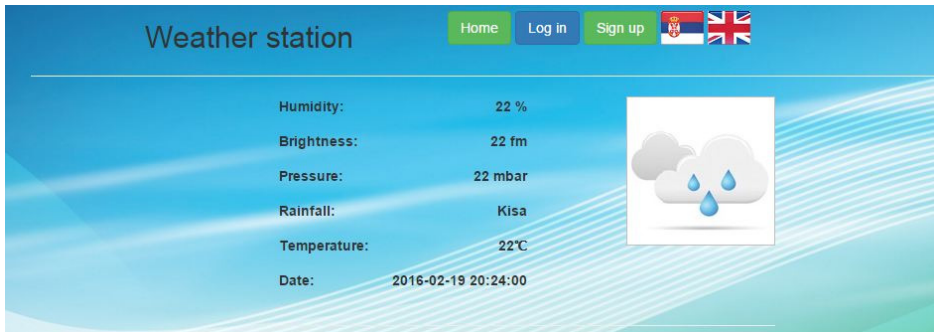 Weather station Home Log in Sign up
Humidity: 22 %
Brightness: 22 fm
Pressure: 22 mbar
Rainfall: Kisa
Temperature: 22℃
Date: 2016-02-19 20:24:00